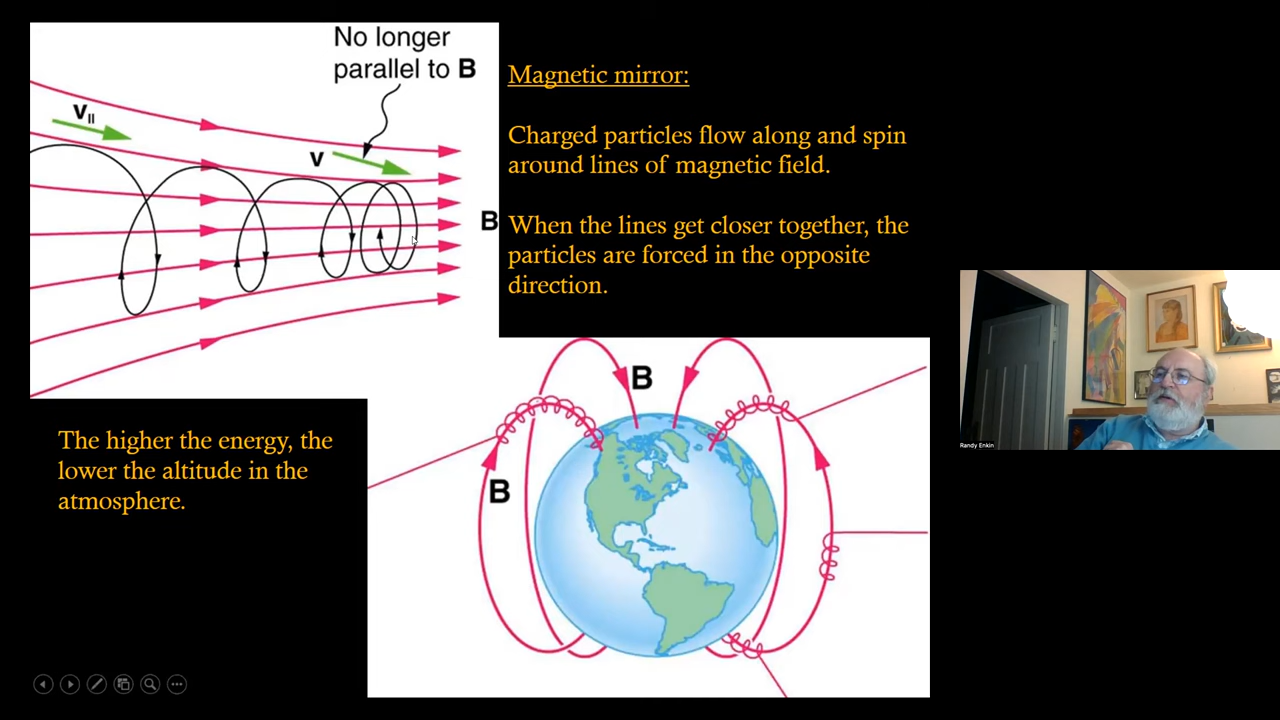 No longer
parallel to B
v||
v
B
Magnetic mirror:
Charged particles flow along and spin
around lines of magnetic field.
When the lines get closer together, the
particles are forced in the opposite
direction.
The higher the energy, the
lower the altitude in the
atmosphere.
B
B
Randy Enkin